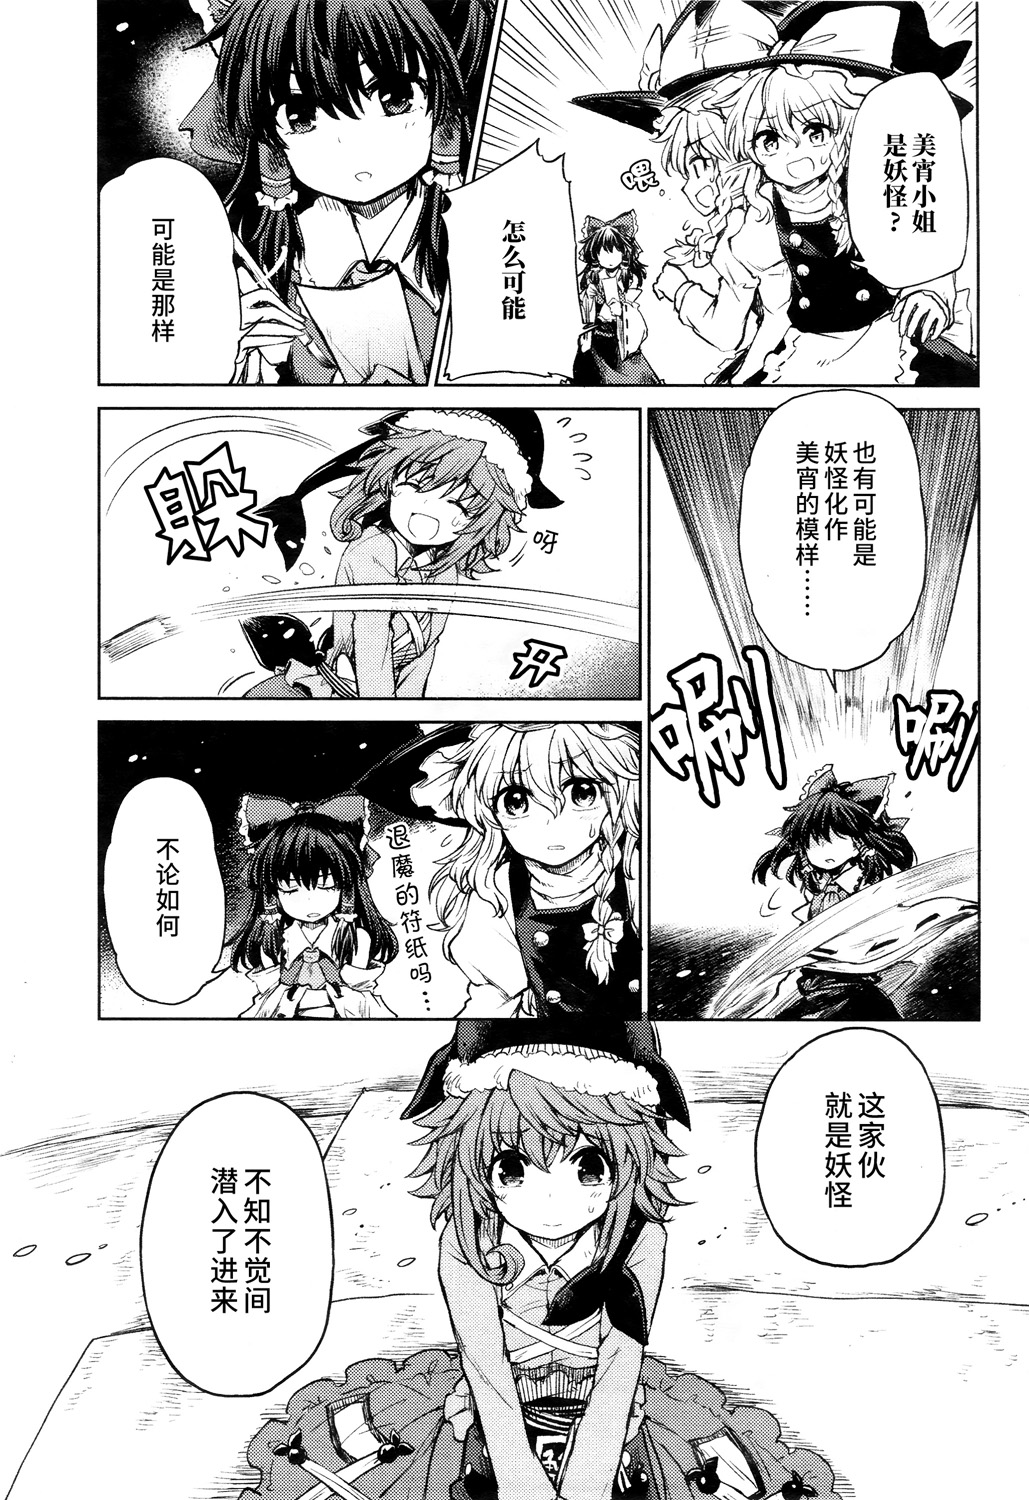 美宵小姐
是妖怪?
喂
怎么可能
可能是那样
也有可能是
妖怪化作
美宵的模样……
唰
唰
躲
呀
开
退魔的符纸吗…
不论如何
这家伙
就是妖怪
不知不觉间
潜入了进来